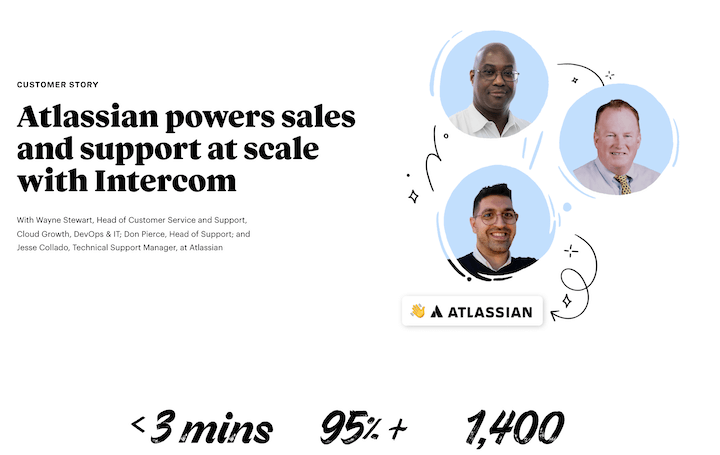 CUSTOMER STORY
Atlassian powers sales
and support at scale
with Intercom
With Wayne Stewart, Head of Customer Service and Support,
Cloud Growth, DevOps & IT; Don Pierce, Head of Support; and
Jesse Collado, Technical Support Manager, at Atlassian
ATLASSIAN
<3 mins 95%+ 1,400